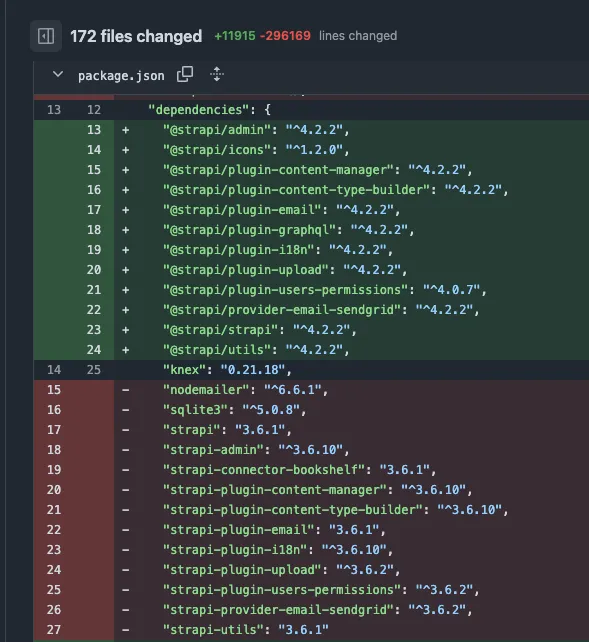 172 files changed +11915 -296169 lines changed
package.json
13 12 "dependencies": {
13 + "@strapi/admin": "^4.2.2",
14 + "@strapi/icons": "^1.2.0",
15 + "@strapi/plugin-content-manager": "^4.2.2",
16 + "@strapi/plugin-content-type-builder": "^4.2.2",
17 + "@strapi/plugin-email": "^4.2.2",
18 + "@strapi/plugin-graphql": "^4.2.2",
19 + "@strapi/plugin-i18n": "^4.2.2",
20 + "@strapi/plugin-upload": "^4.2.2",
21 + "@strapi/plugin-users-permissions": "^4.0.7",
22 + "@strapi/provider-email-sendgrid": "^4.2.2",
23 + "@strapi/strapi": "^4.2.2",
24 + "@strapi/utils": "^4.2.2",
14 25 "knex": "0.21.18",
15 - "nodemailer": "^6.6.1",
16 - "sqlite3": "^5.0.8",
17 - "strapi": "3.6.1",
18 - "strapi-admin": "^3.6.10",
19 - "strapi-connector-bookshelf": "3.6.1",
20 - "strapi-plugin-content-manager": "^3.6.10",
21 - "strapi-plugin-content-type-builder": "^3.6.10",
22 - "strapi-plugin-email": "3.6.1",
23 - "strapi-plugin-i18n": "^3.6.10",
24 - "strapi-plugin-upload": "^3.6.2",
25 - "strapi-plugin-users-permissions": "^3.6.2",
26 - "strapi-provider-email-sendgrid": "^3.6.2",
27 - "strapi-utils": "3.6.1"